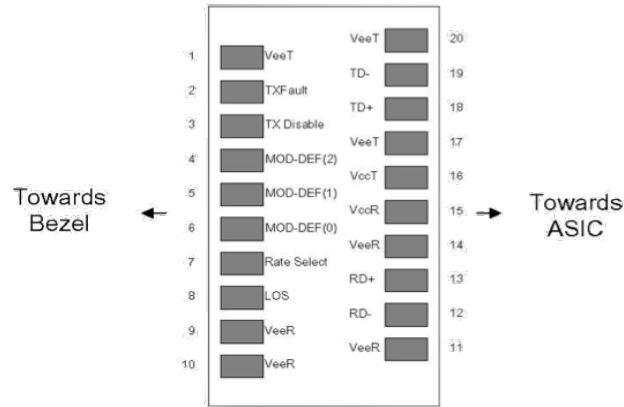 VeeT 20
1 VeeT
TD- 19
2 TXFault
TD+ 18
3 TX Disable
VeeT 17
4 MOD-DEF(2)
VccT 16
5 MOD-DEF(1)
Towards
Bezel
VccR 15
Towards
ASIC
6 MOD-DEF(0)
VeeR 14
7 Rate Select
RD+ 13
8 LOS
RD- 12
9 VeeR
VeeR 11
10 VeeR